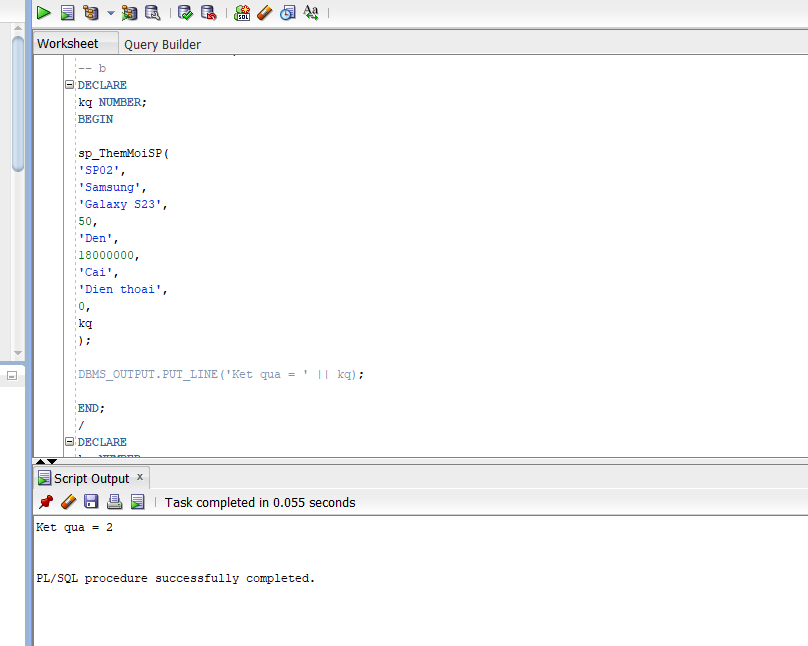 Worksheet
Query Builder
-- b
DECLARE
kq NUMBER;
BEGIN
sp_ThemMoiSP(
'SP02',
'Samsung',
'Galaxy S23',
50,
'Den',
18000000,
'Cai',
'Dien thoai',
0,
kq
);
DBMS_OUTPUT.PUT_LINE('Ket qua = ' || kq);
END;
/
DECLARE
Script Output x
Task completed in 0.055 seconds
Ket qua = 2
PL/SQL procedure successfully completed.